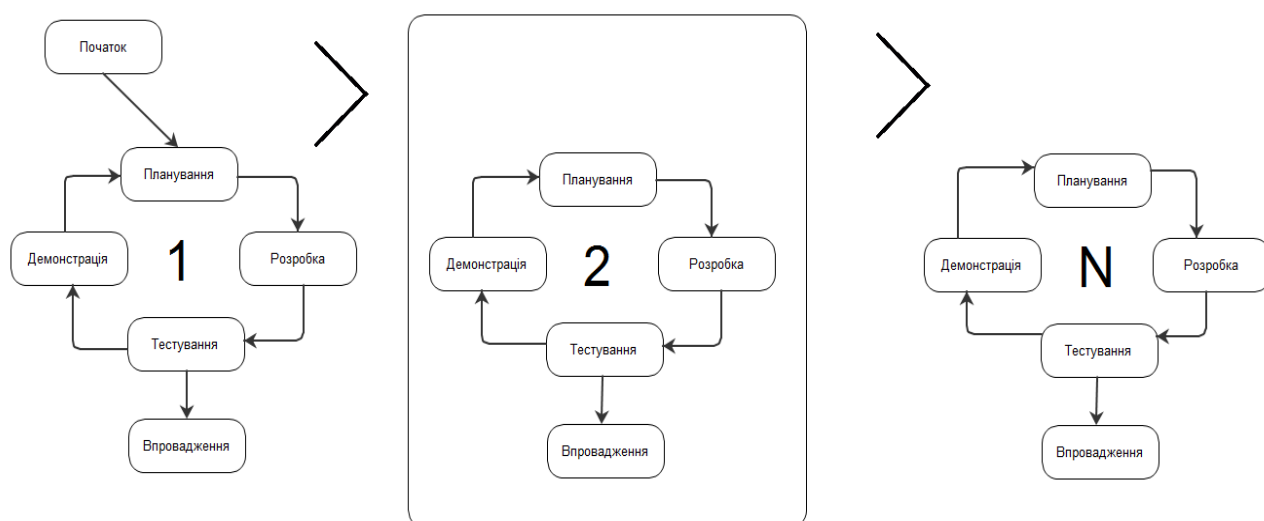 Початок
Планування
Демонстрація
1
Розробка
Тестування
Впровадження
Планування
Демонстрація
2
Розробка
Тестування
Впровадження
Планування
Демонстрація
N
Розробка
Тестування
Впровадження